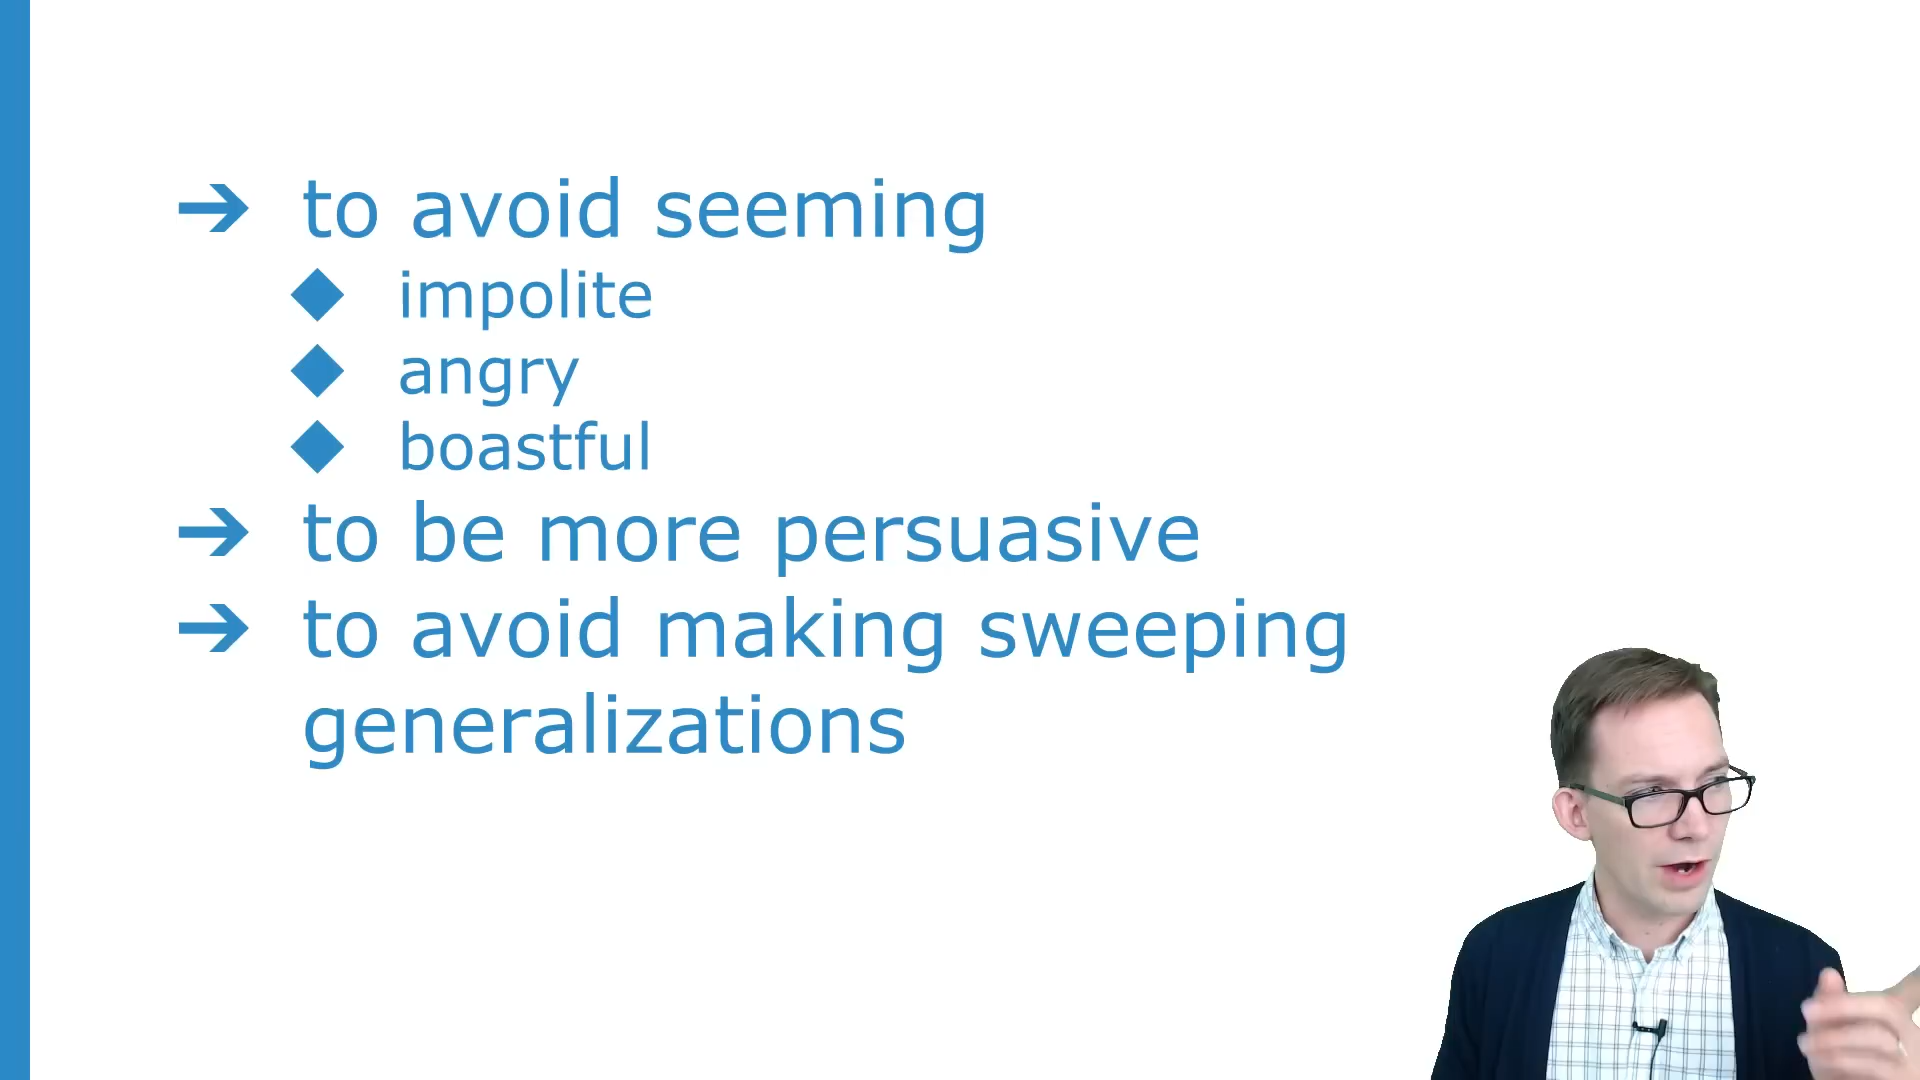 ➔ to avoid seeming
◆ impolite
◆ angry
◆ boastful
➔ to be more persuasive
➔ to avoid making sweeping
generalizations